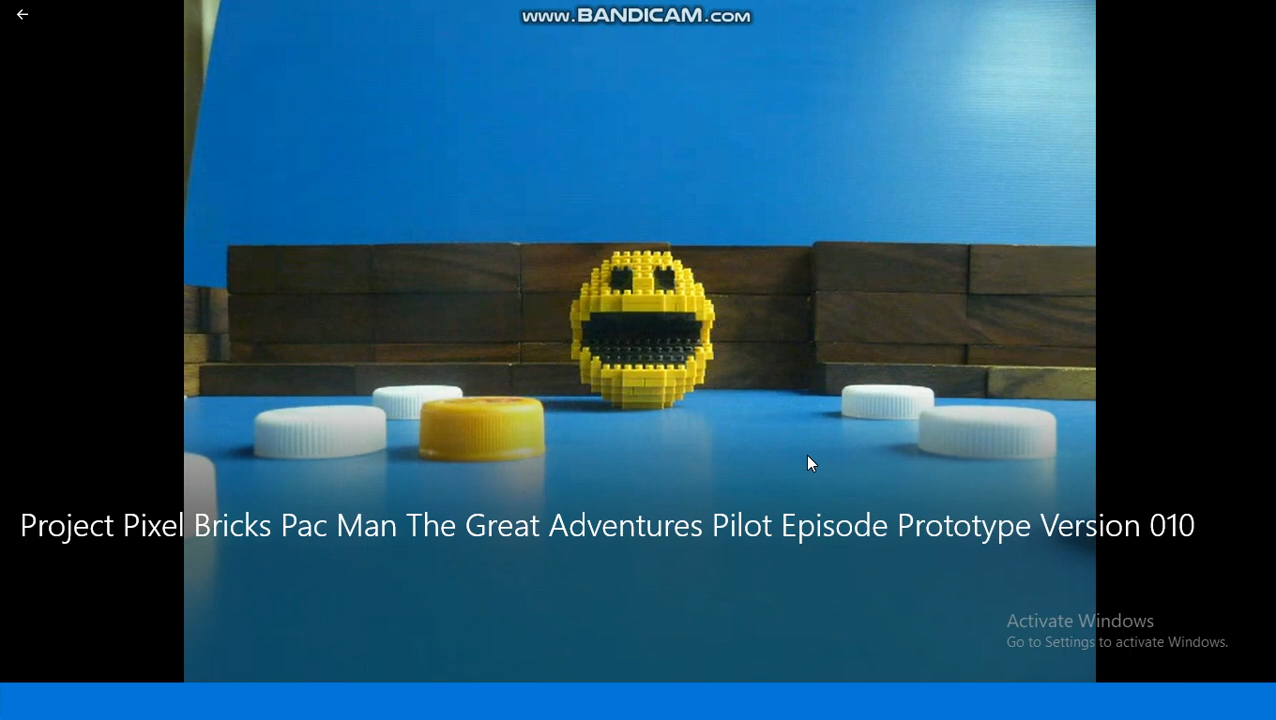 www.BANDICAM.com
Project Pixel Bricks Pac Man The Great Adventures Pilot Episode Prototype Version 010
Activate Windows
Go to Settings to activate Windows.